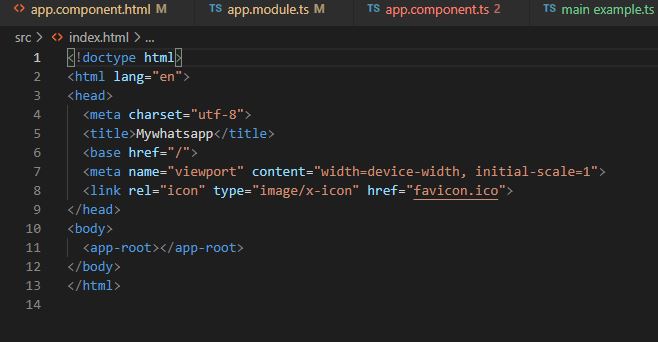 <> app.component.html M TS app.module.ts M TS app.component.ts 2 TS main example.ts
src > <> index.html > ...
1 <!doctype html>
2 <html lang="en">
3 <head>
4 <meta charset="utf-8">
5 <title>Mywhatsapp</title>
6 <base href="/">
7 <meta name="viewport" content="width=device-width, initial-scale=1">
8 <link rel="icon" type="image/x-icon" href="favicon.ico">
9 </head>
10 <body>
11 <app-root></app-root>
12 </body>
13 </html>
14